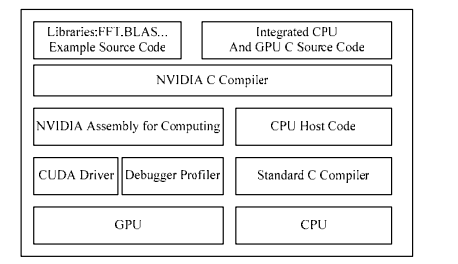 Libraries:FFT.BLAS...
Example Source Code
Integrated CPU
And GPU C Source Code
NVIDIA C Compiler
NVIDIA Assembly for Computing
CPU Host Code
CUDA Driver
Debugger Profiler
Standard C Compiler
GPU
CPU